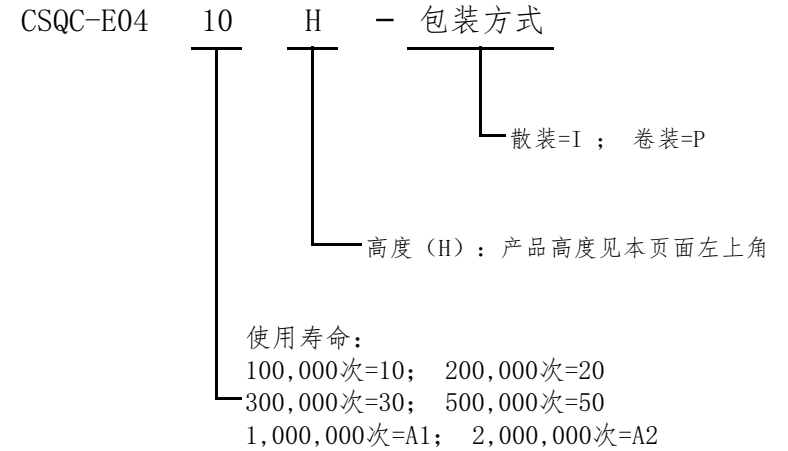 CSQC-E04 10 H - 包装方式
散装=I ； 卷装=P
高度（H）：产品高度见本页面左上角
使用寿命：
100,000次=10； 200,000次=20
300,000次=30； 500,000次=50
1,000,000次=A1； 2,000,000次=A2